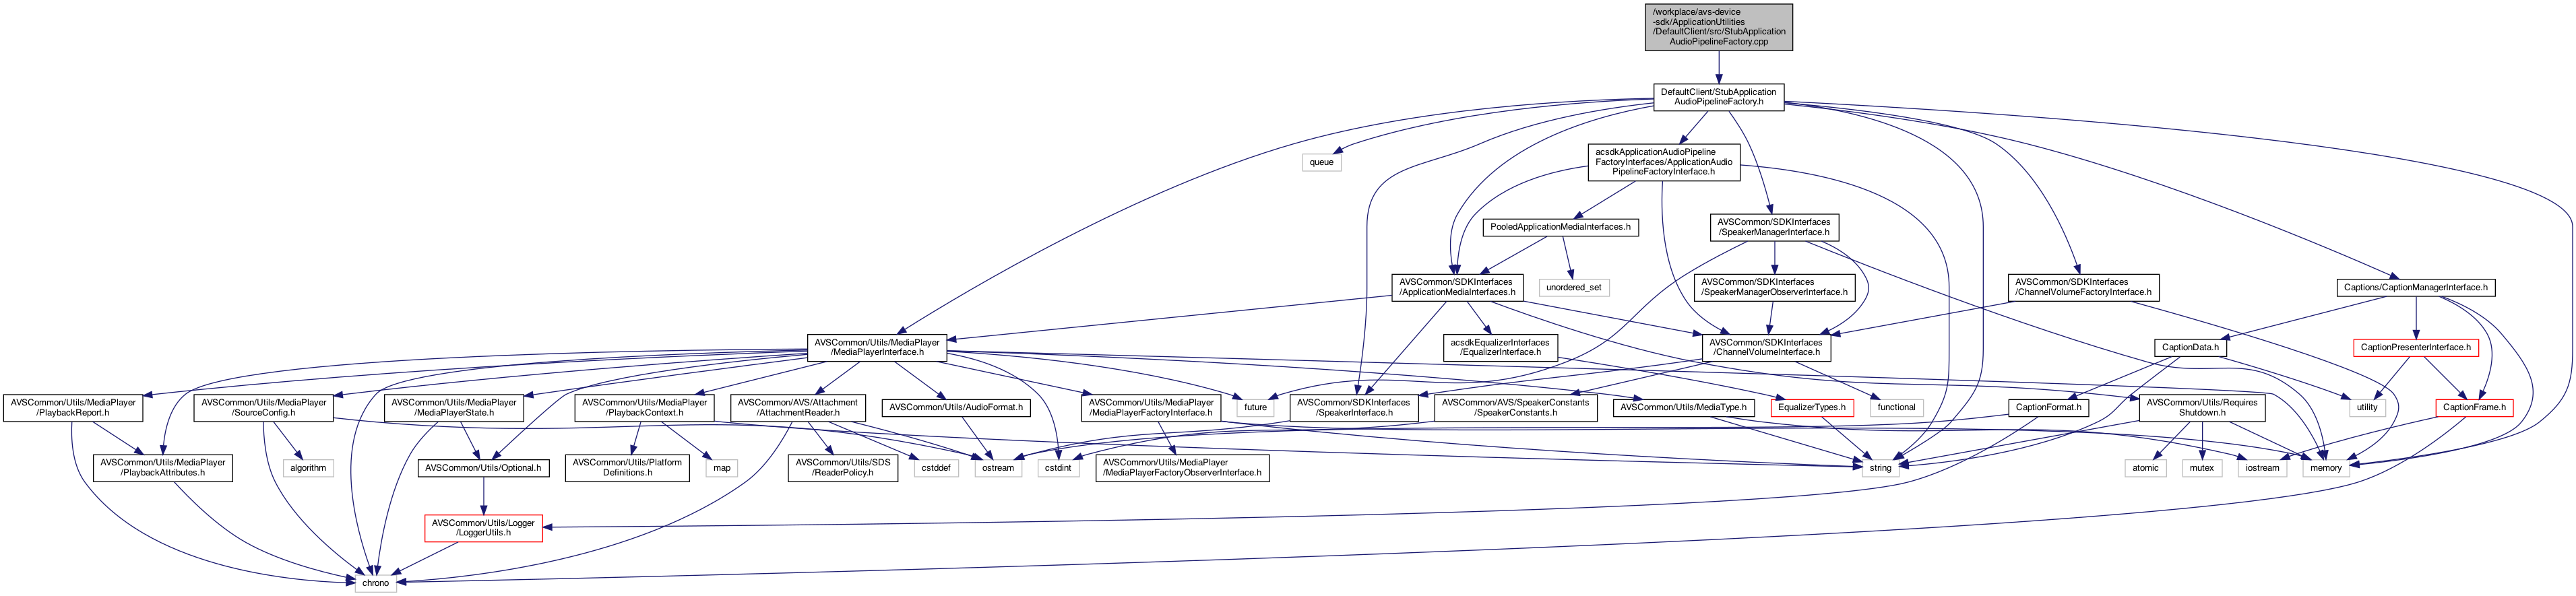 /workplace/avs-device
-sdk/ApplicationUtilities
/DefaultClient/src/StubApplication
AudioPipelineFactory.cpp
DefaultClient/StubApplication
AudioPipelineFactory.h
queue
acsdkApplicationAudioPipeline
FactoryInterfaces/ApplicationAudio
PipelineFactoryInterface.h
PooledApplicationMediaInterfaces.h
AVSCommon/SDKInterfaces
/SpeakerManagerInterface.h
AVSCommon/SDKInterfaces
/ApplicationMediaInterfaces.h
unordered_set
AVSCommon/SDKInterfaces
/SpeakerManagerObserverInterface.h
AVSCommon/SDKInterfaces
/ChannelVolumeFactoryInterface.h
Captions/CaptionManagerInterface.h
AVSCommon/Utils/MediaPlayer
/MediaPlayerInterface.h
acsdkEqualizerInterfaces
/EqualizerInterface.h
AVSCommon/SDKInterfaces
/ChannelVolumeInterface.h
CaptionData.h
CaptionPresenterInterface.h
AVSCommon/Utils/MediaPlayer
/PlaybackReport.h
AVSCommon/Utils/MediaPlayer
/SourceConfig.h
AVSCommon/Utils/MediaPlayer
/MediaPlayerState.h
AVSCommon/Utils/MediaPlayer
/PlaybackContext.h
AVSCommon/AVS/Attachment
/AttachmentReader.h
AVSCommon/Utils/AudioFormat.h
AVSCommon/Utils/MediaPlayer
/MediaPlayerFactoryInterface.h
future
AVSCommon/SDKInterfaces
/SpeakerInterface.h
AVSCommon/AVS/SpeakerConstants
/SpeakerConstants.h
AVSCommon/Utils/MediaType.h
EqualizerTypes.h
functional
CaptionFormat.h
AVSCommon/Utils/Requires
Shutdown.h
utility
CaptionFrame.h
AVSCommon/Utils/MediaPlayer
/PlaybackAttributes.h
algorithm
AVSCommon/Utils/Optional.h
AVSCommon/Utils/Platform
Definitions.h
map
AVSCommon/Utils/SDS
/ReaderPolicy.h
cstddef
ostream
cstdint
AVSCommon/Utils/MediaPlayer
/MediaPlayerFactoryObserverInterface.h
string
atomic
mutex
iostream
memory
AVSCommon/Utils/Logger
/LoggerUtils.h
chrono